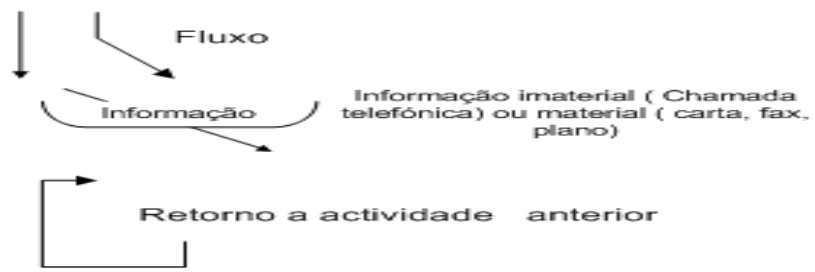 Fluxo
Informação
Informação imaterial ( Chamada
telefónica) ou material ( carta, fax,
plano)
Retorno a actividade anterior